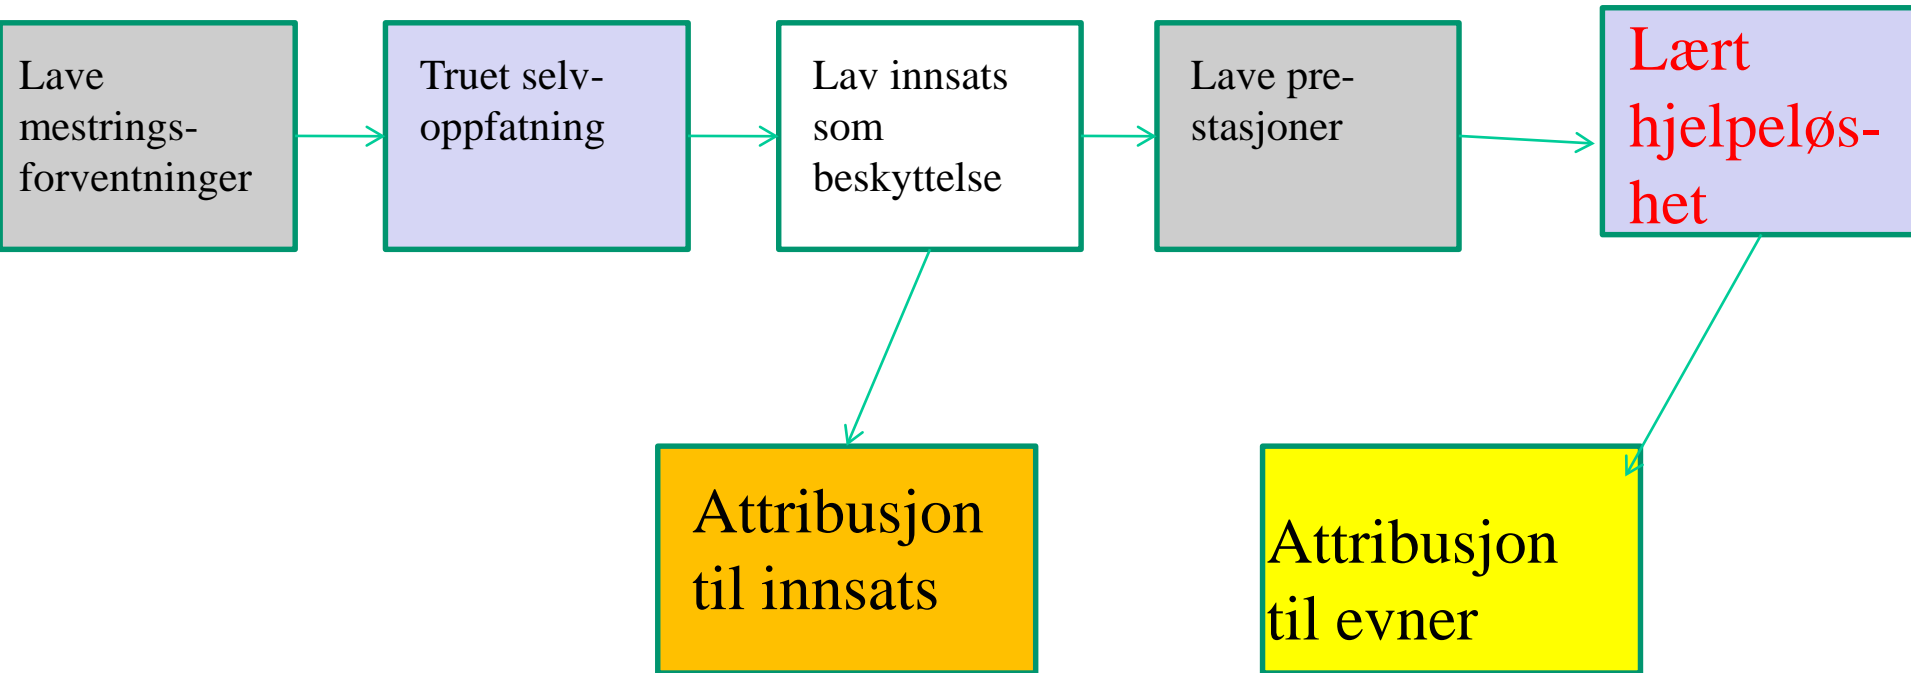 Lave
mestrings-
forventninger
Truet selv-
oppfatning
Lav innsats
som
beskyttelse
Lave pre-
stasjoner
Lært
hjelpeløs-
het
Attribusjon
til innsats
Attribusjon
til evner